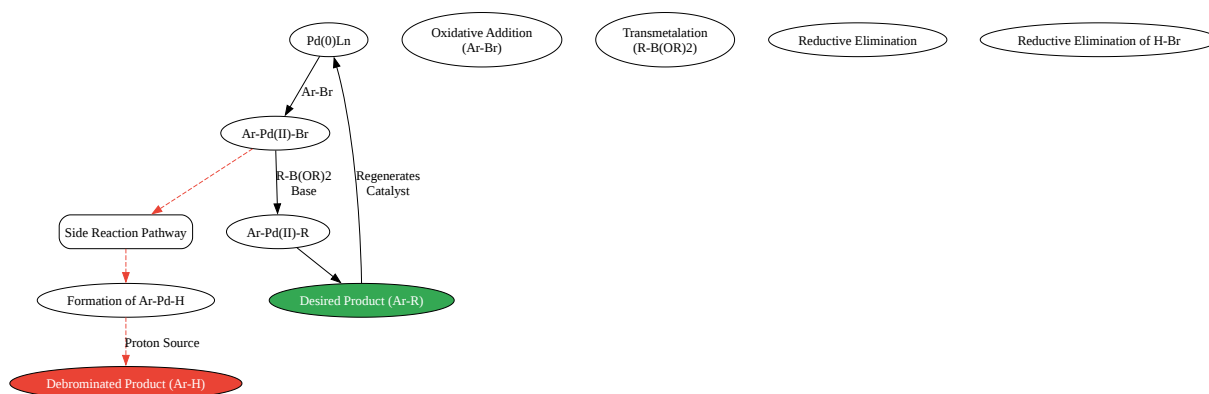 Pd(0)Ln
Oxidative Addition
(Ar-Br)
Transmetalation
(R-B(OR)2)
Reductive Elimination
Reductive Elimination of H-Br
Ar-Br
Ar-Pd(II)-Br
R-B(OR)2
Base
Regenerates
Catalyst
Side Reaction Pathway
Ar-Pd(II)-R
Formation of Ar-Pd-H
Desired Product (Ar-R)
Proton Source
Debrominated Product (Ar-H)